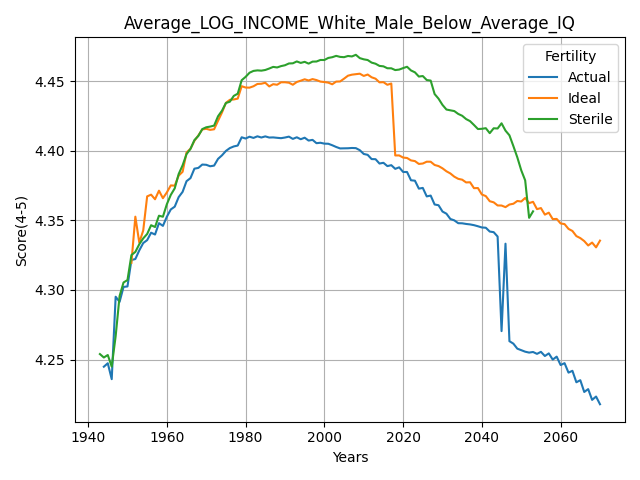 Average_LOG_INCOME_White_Male_Below_Average_IQ
Fertility
Actual
Ideal
Sterile
Score(4-5)
4.45
4.40
4.35
4.30
4.25
1940 1960 1980 2000 2020 2040 2060
Years